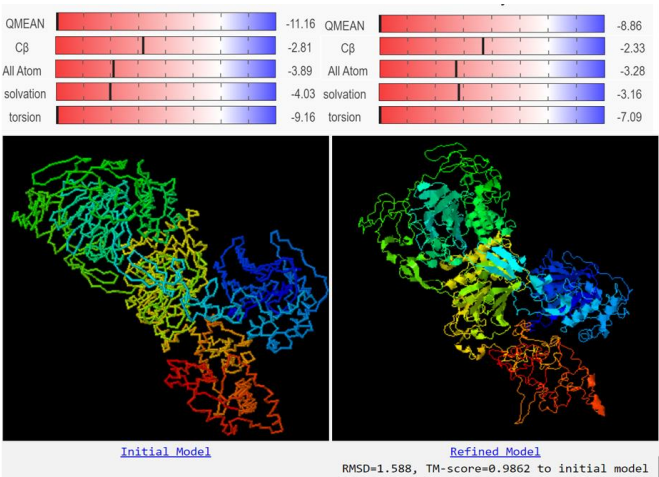 QMEAN -11.16
Cβ -2.81
All Atom -3.89
solvation -4.03
torsion -9.16
QMEAN -8.86
Cβ -2.33
All Atom -3.28
solvation -3.16
torsion -7.09
Initial Model
Refined Model
RMSD=1.588, TM-score=0.9862 to initial model